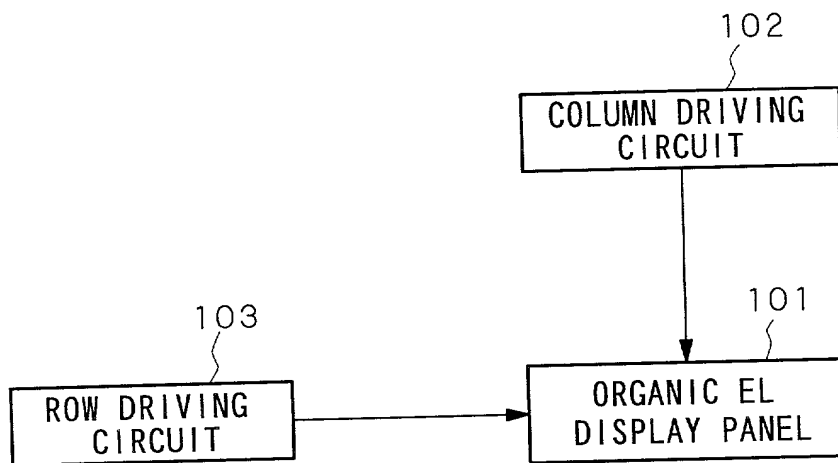 102
COLUMN DRIVING
CIRCUIT
101
103
ORGANIC EL
DISPLAY PANEL
ROW DRIVING
CIRCUIT